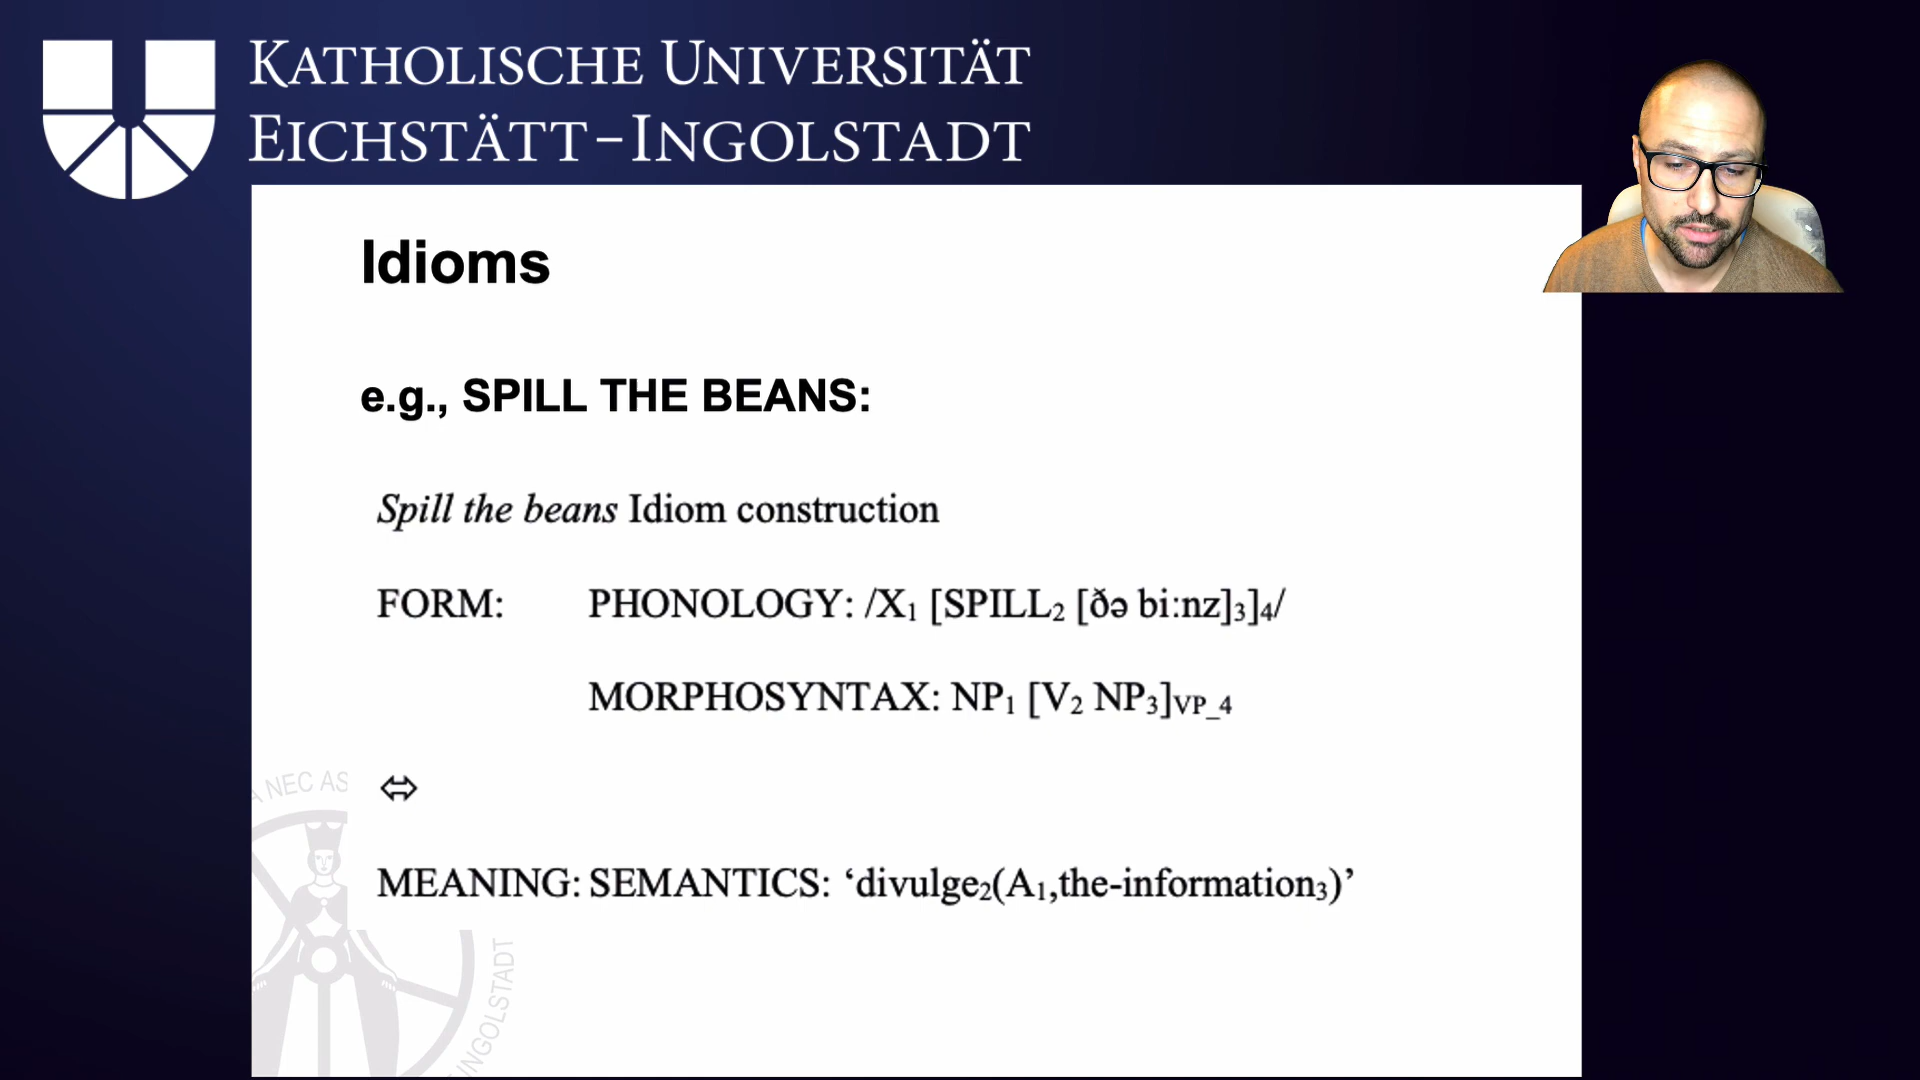 KATHOLISCHE UNIVERSITÄT
EICHSTÄTT-INGOLSTADT
Idioms
e.g., SPILL THE BEANS:
Spill the beans Idiom construction
FORM: PHONOLOGY: /X₁ [SPILL₂ [ðə bi:nz]₃]₄/
MORPHOSYNTAX: NP₁ [V₂ NP₃]VP_4
⇔
MEANING: SEMANTICS: ‘divulge₂(A₁,the-information₃)’
NEC AS
INGOLSTADT